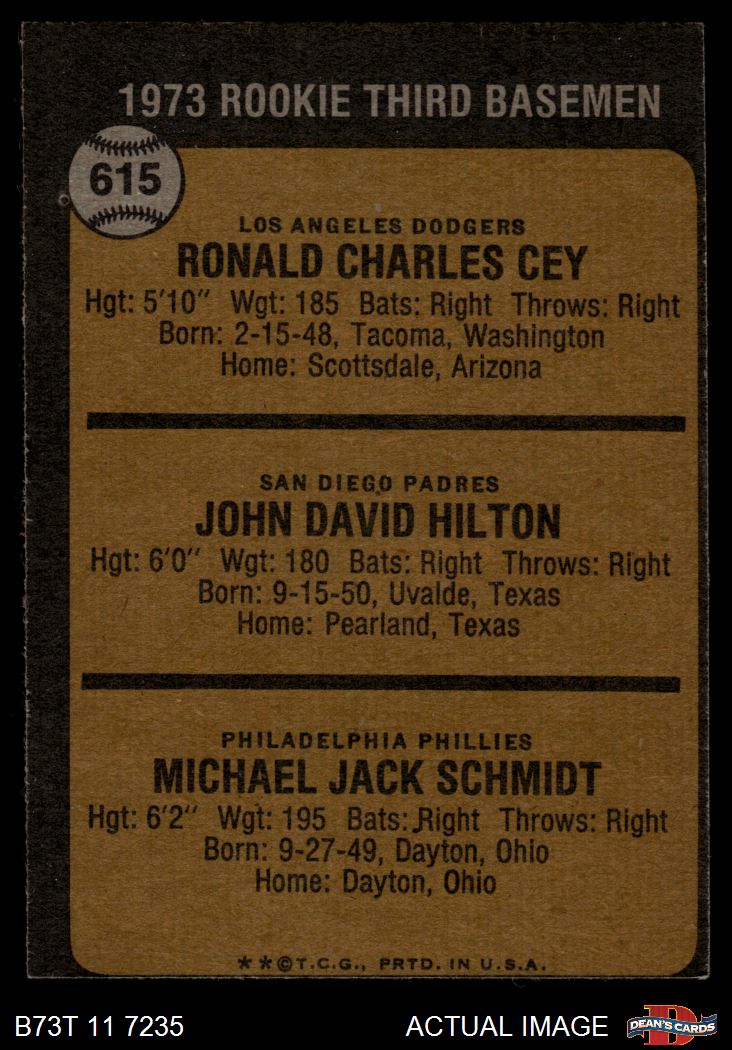 1973 ROOKIE THIRD BASEMEN
615
LOS ANGELES DODGERS
RONALD CHARLES CEY
Hgt: 5'10" Wgt: 185 Bats: Right Throws: Right
Born: 2-15-48, Tacoma, Washington
Home: Scottsdale, Arizona
SAN DIEGO PADRES
JOHN DAVID HILTON
Hgt: 6'0" Wgt: 180 Bats: Right Throws: Right
Born: 9-15-50, Uvalde, Texas
Home: Pearland, Texas
PHILADELPHIA PHILLIES
MICHAEL JACK SCHMIDT
Hgt: 6'2" Wgt: 195 Bats: Right Throws: Right
Born: 9-27-49, Dayton, Ohio
Home: Dayton, Ohio
**©T.C.G., PRTD. IN U.S.A.
B73T 11 7235 ACTUAL IMAGE
D
DEAN'S CARDS